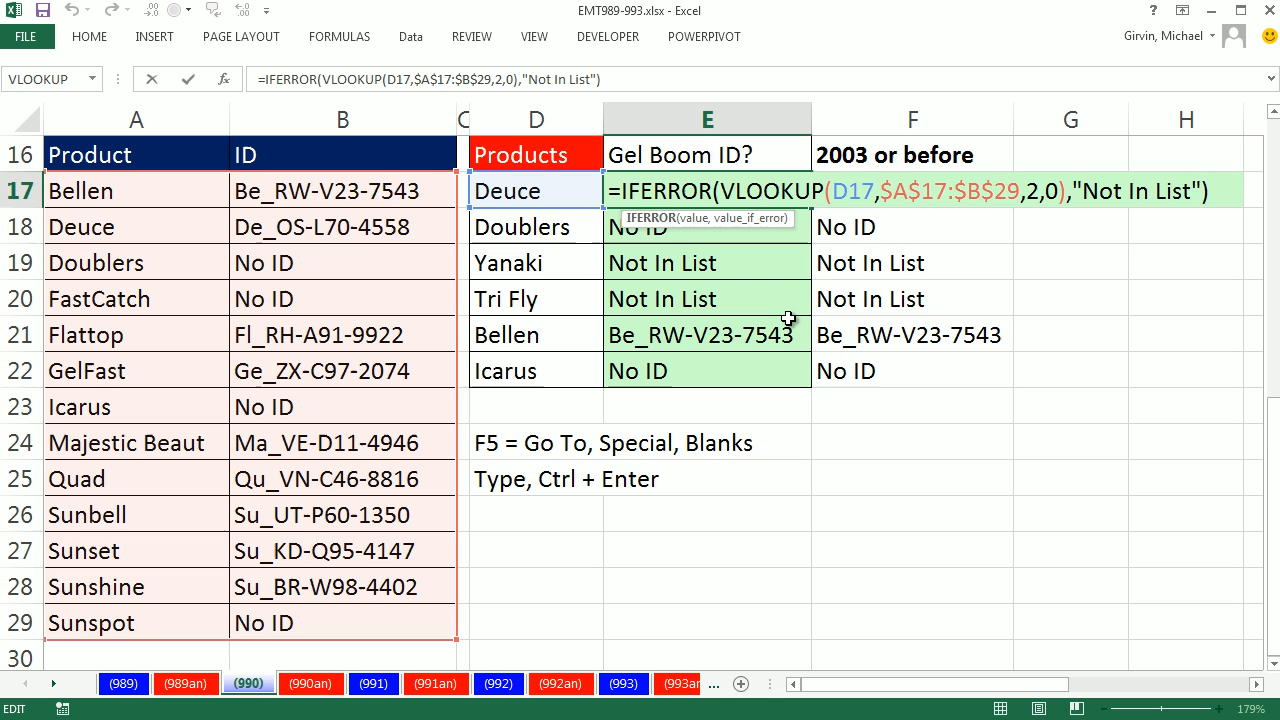 EMT989-993.xlsx - Excel
FILE HOME INSERT PAGE LAYOUT FORMULAS Data REVIEW VIEW DEVELOPER POWERPIVOT Girvin, Michael
VLOOKUP fx =IFERROR(VLOOKUP(D17,$A$17:$B$29,2,0),"Not In List")
A B C D E F G H
16 Product ID Products Gel Boom ID? 2003 or before
17 Bellen Be_RW-V23-7543 Deuce =IFERROR(VLOOKUP(D17,$A$17:$B$29,2,0),"Not In List")
IFERROR(value, value_if_error)
18 Deuce De_OS-L70-4558 Doublers No ID No ID
19 Doublers No ID Yanaki Not In List Not In List
20 FastCatch No ID Tri Fly Not In List Not In List
21 Flattop Fl_RH-A91-9922 Bellen Be_RW-V23-7543 Be_RW-V23-7543
22 GelFast Ge_ZX-C97-2074 Icarus No ID No ID
23 Icarus No ID
24 Majestic Beaut Ma_VE-D11-4946 F5 = Go To, Special, Blanks
25 Quad Qu_VN-C46-8816 Type, Ctrl + Enter
26 Sunbell Su_UT-P60-1350
27 Sunset Su_KD-Q95-4147
28 Sunshine Su_BR-W98-4402
29 Sunspot No ID
30
(989) (989an) (990) (990an) (991) (991an) (992) (992an) (993) (993ar ...
EDIT 179%